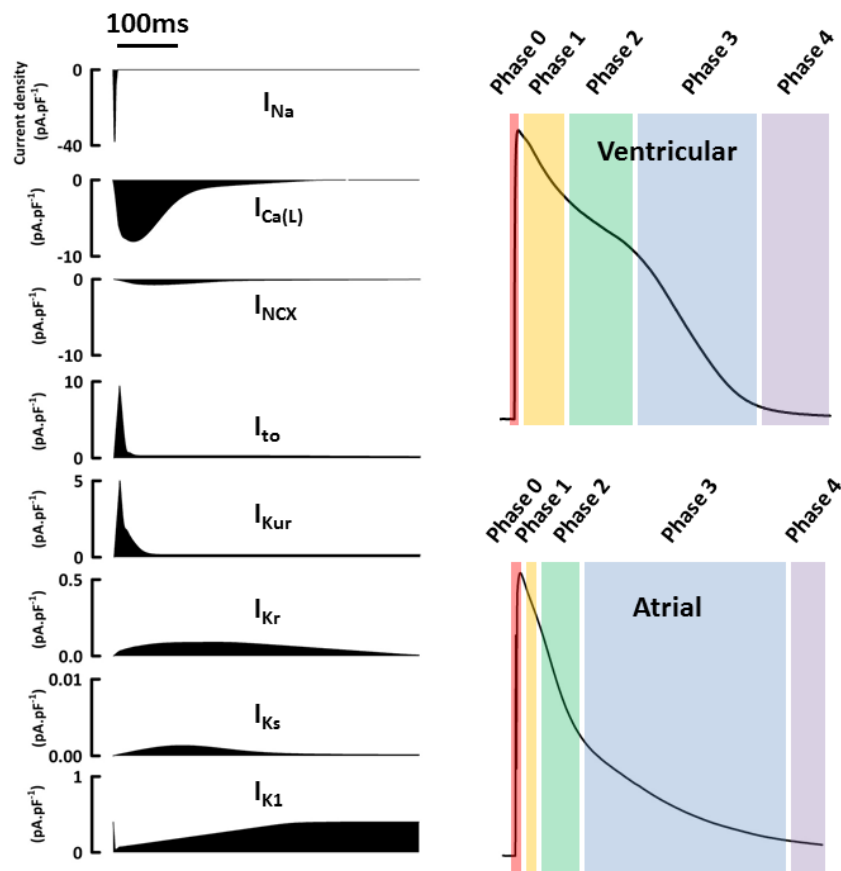 100ms
Current density
(pA.pF-1)
0
-40
INa
(pA.pF-1)
0
-10
ICa(L)
(pA.pF-1)
0
-10
INCX
(pA.pF-1)
10
0
Ito
(pA.pF-1)
5
0
IKur
(pA.pF-1)
0.5
0.0
IKr
(pA.pF-1)
0.01
0.00
IKs
(pA.pF-1)
1
0
IK1
Phase 0
Phase 1
Phase 2
Phase 3
Phase 4
Ventricular
Phase 0
Phase 1
Phase 2
Phase 3
Phase 4
Atrial